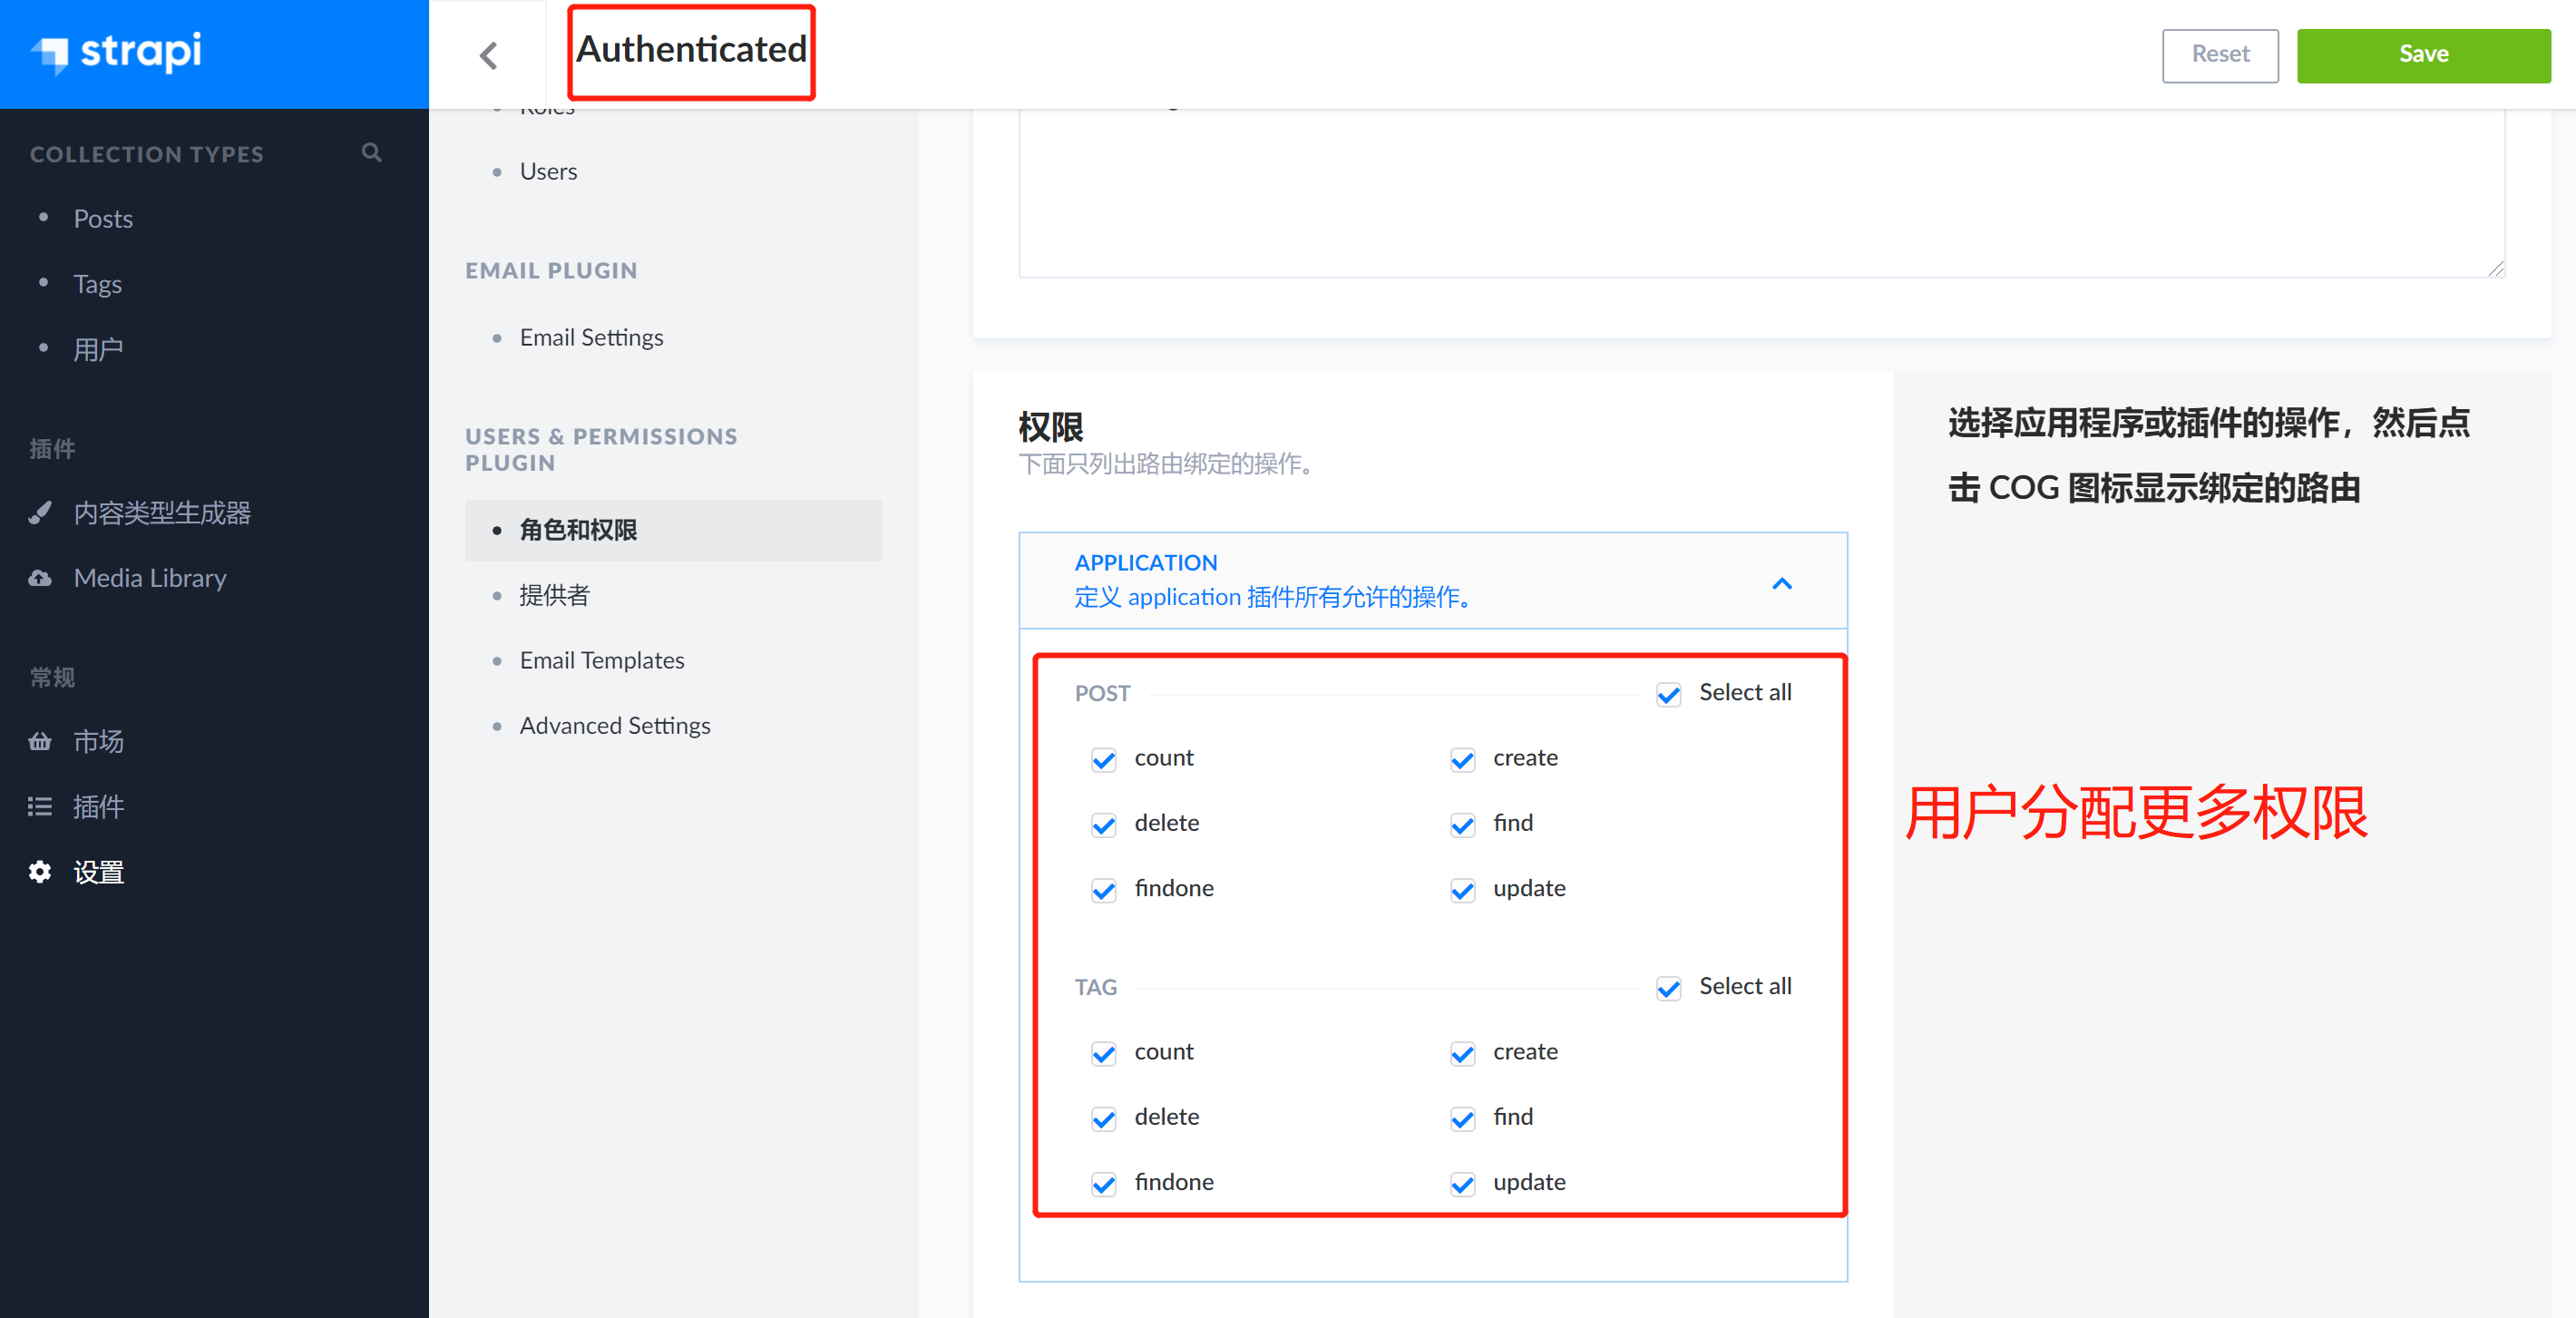 strapi
Authenticated
Reset
Save
COLLECTION TYPES
Posts
Tags
用户
插件
内容类型生成器
Media Library
常规
市场
插件
设置
Users
EMAIL PLUGIN
Email Settings
USERS & PERMISSIONS
PLUGIN
角色和权限
提供者
Email Templates
Advanced Settings
权限
下面只列出路由绑定的操作。
APPLICATION
定义 application 插件所有允许的操作。
POST
Select all
count
create
delete
find
findone
update
TAG
Select all
count
create
delete
find
findone
update
选择应用程序或插件的操作，然后点
击 COG 图标显示绑定的路由
用户分配更多权限